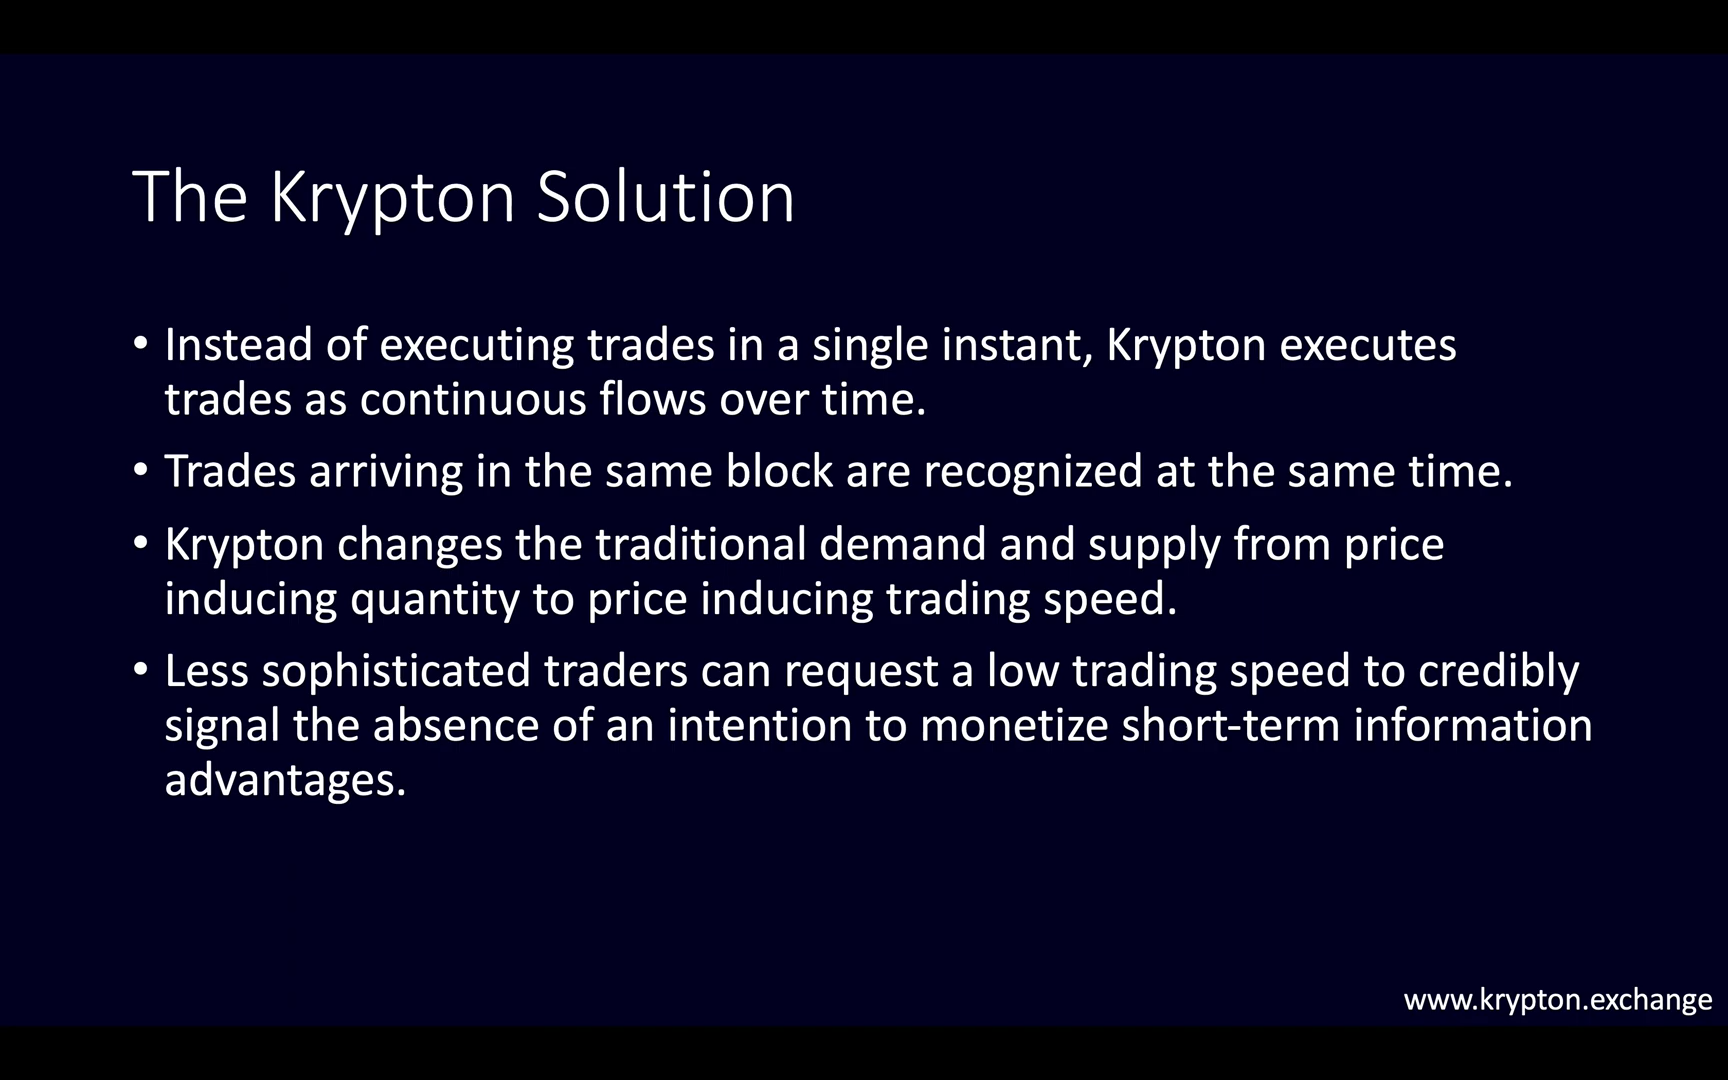 The Krypton Solution
• Instead of executing trades in a single instant, Krypton executes
trades as continuous flows over time.
• Trades arriving in the same block are recognized at the same time.
• Krypton changes the traditional demand and supply from price
inducing quantity to price inducing trading speed.
• Less sophisticated traders can request a low trading speed to credibly
signal the absence of an intention to monetize short-term information
advantages.
www.krypton.exchange